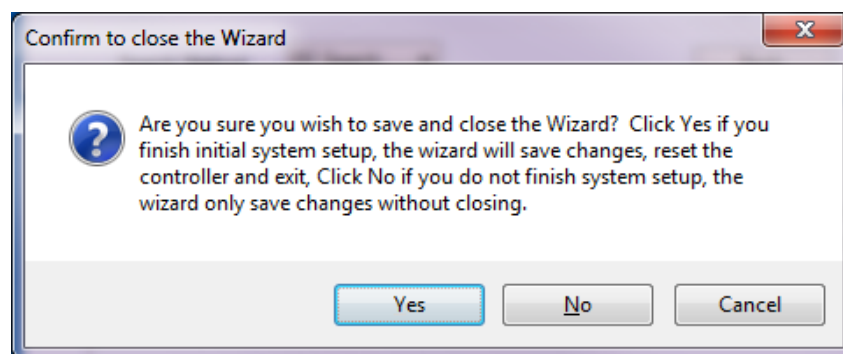 Confirm to close the Wizard
Are you sure you wish to save and close the Wizard?  Click Yes if you
finish initial system setup, the wizard will save changes, reset the
controller and exit, Click No if you do not finish system setup, the
wizard only save changes without closing.
Yes
No
Cancel